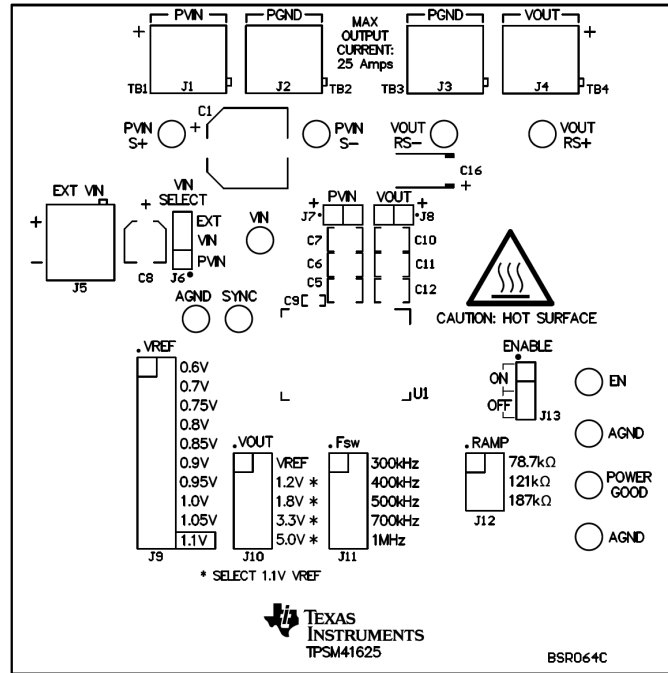 PVIN
PGND
MAX
OUTPUT
CURRENT:
25 Amps
PGND
VOUT
+
+
TB1
J1
J2
TB2
TB3
J3
J4
TB4
C1
+
PVIN
S+
PVIN
S-
VOUT
RS-
VOUT
RS+
C16
+
EXT VIN
+
-
J5
C8
VIN
SELECT
EXT
VIN
PVIN
J6
VIN
+
PVIN
VOUT
+
J7
J8
C7
C10
C6
C11
C5
C12
C9
AGND
SYNC
CAUTION: HOT SURFACE
U1
VREF
0.6V
0.7V
0.75V
0.8V
0.85V
0.9V
0.95V
1.0V
1.05V
1.1V
J9
VOUT
VREF
1.2V *
1.8V *
3.3V *
5.0V *
J10
Fsw
300kHz
400kHz
500kHz
700kHz
1MHz
J11
ENABLE
ON
OFF
J13
EN
AGND
POWER
GOOD
AGND
RAMP
78.7kΩ
121kΩ
187kΩ
J12
* SELECT 1.1V VREF
TEXAS
INSTRUMENTS
TPSM41625
BSR064C